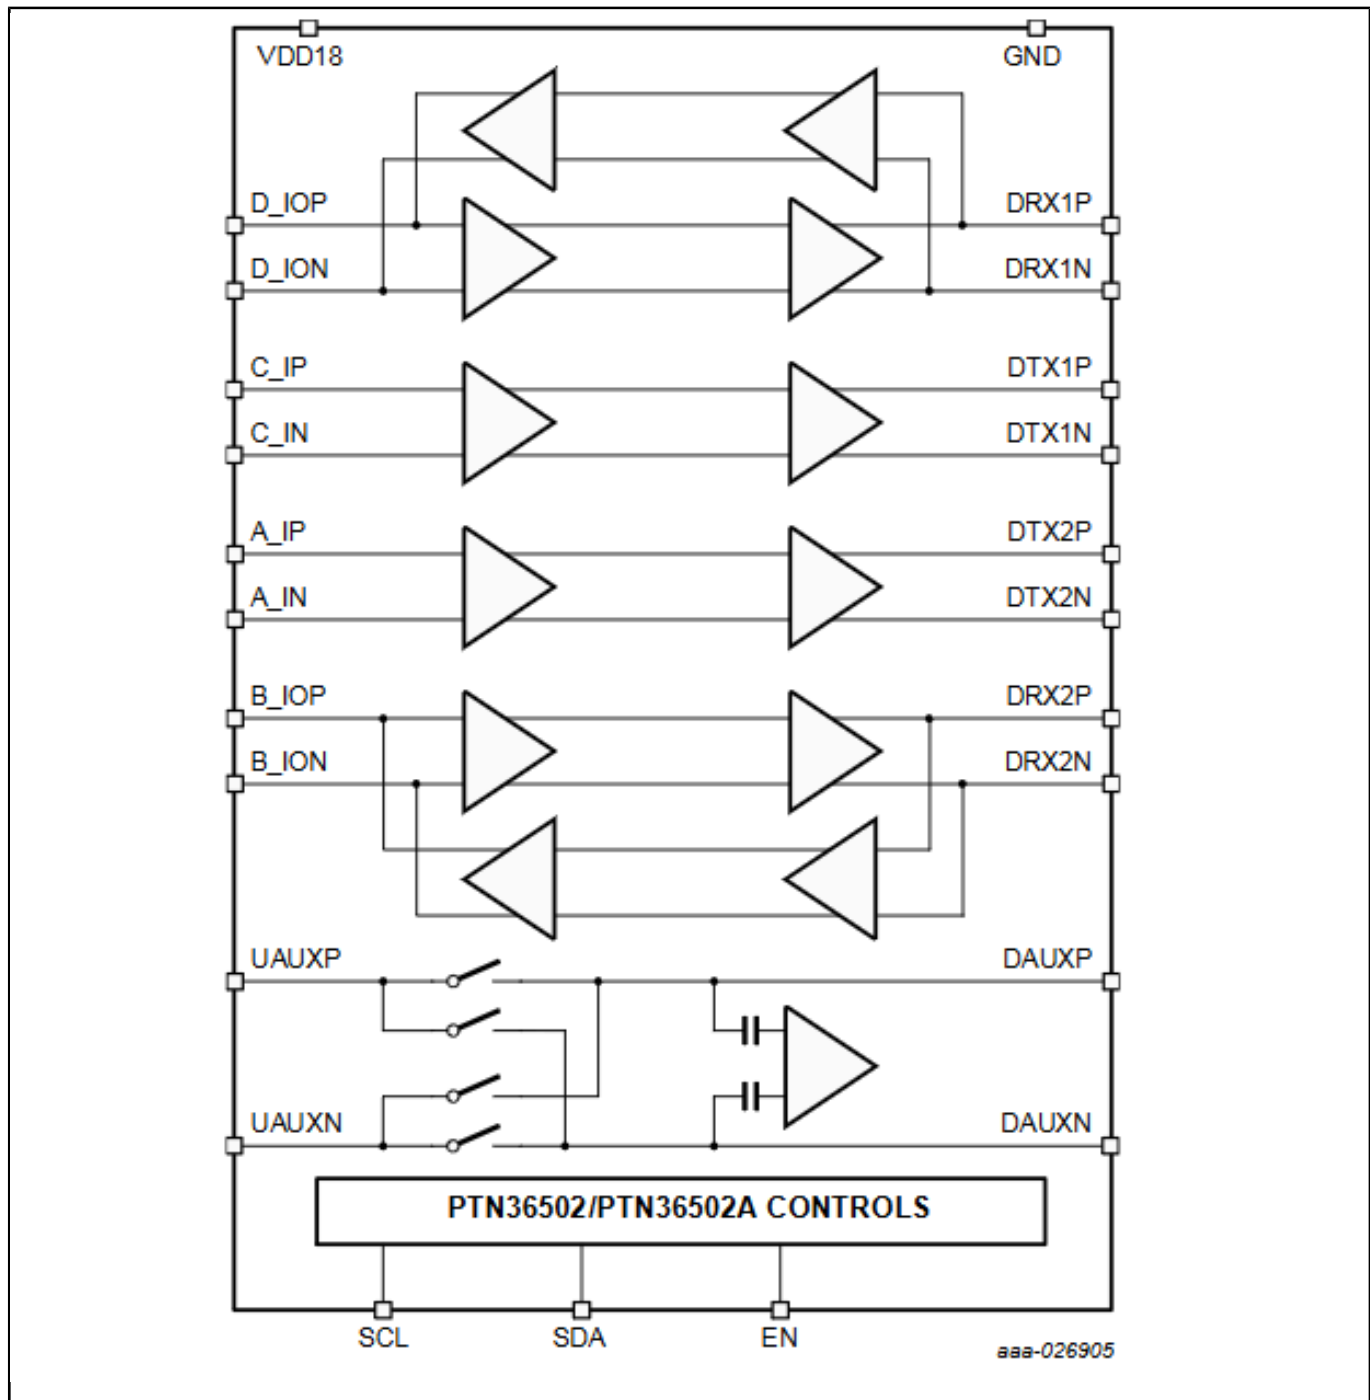 VDD18 GND
D_IOP DRX1P
D_ION DRX1N
C_IP DTX1P
C_IN DTX1N
A_IP DTX2P
A_IN DTX2N
B_IOP DRX2P
B_ION DRX2N
UAUXP DAUXP
UAUXN DAUXN
PTN36502/PTN36502A CONTROLS
SCL SDA EN
aaa-026905